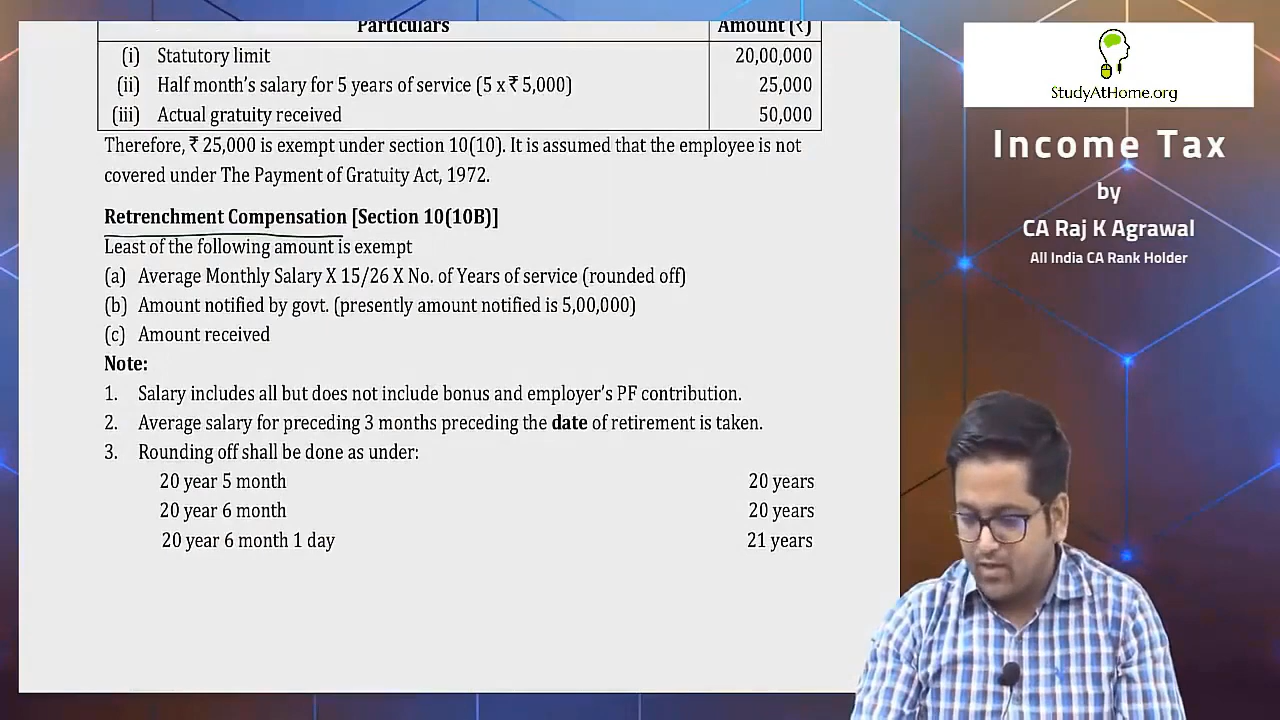 Particulars Amount (₹)
(i) Statutory limit 20,00,000
(ii) Half month's salary for 5 years of service (5 x ₹ 5,000) 25,000
(iii) Actual gratuity received 50,000
Therefore, ₹ 25,000 is exempt under section 10(10). It is assumed that the employee is not
covered under The Payment of Gratuity Act, 1972.
Retrenchment Compensation [Section 10(10B)]
Least of the following amount is exempt
(a) Average Monthly Salary X 15/26 X No. of Years of service (rounded off)
(b) Amount notified by govt. (presently amount notified is 5,00,000)
(c) Amount received
Note:
1. Salary includes all but does not include bonus and employer's PF contribution.
2. Average salary for preceding 3 months preceding the date of retirement is taken.
3. Rounding off shall be done as under:
20 year 5 month 20 years
20 year 6 month 20 years
20 year 6 month 1 day 21 years
StudyAtHome.org
Income Tax
by
CA Raj K Agrawal
All India CA Rank Holder